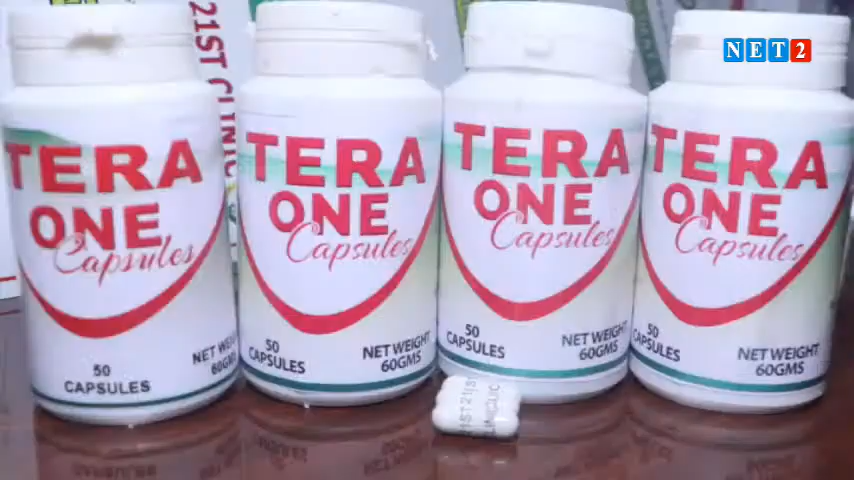 NET2
21ST CLINIC
TERA
ONE
Capsules
50
CAPSULES
NET WEIGHT
60GMS
TERA
ONE
Capsules
50
CAPSULES
NET WEIGHT
60GMS
TERA
ONE
Capsules
50
CAPSULES
NET WEIGHT
60GMS
TERA
ONE
Capsules
50
CAPSULES
NET WEIGHT
60GMS
21ST